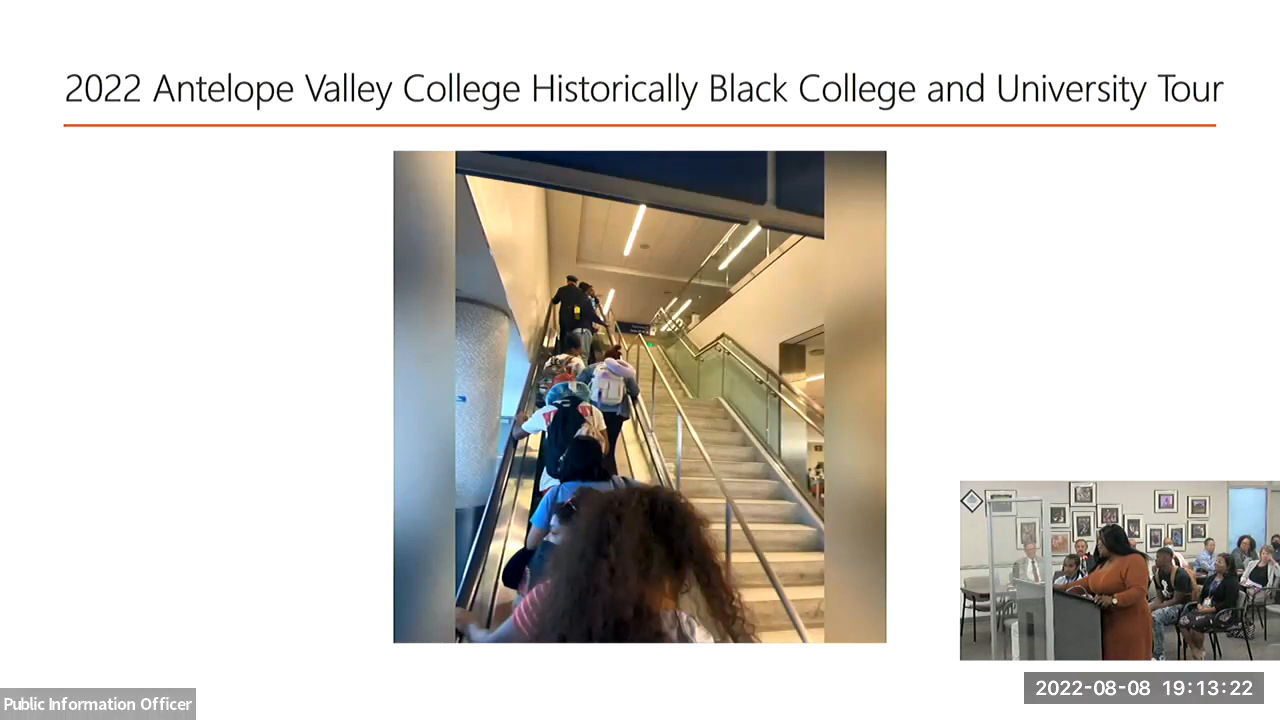 2022 Antelope Valley College Historically Black College and University Tour
Public Information Officer
2022-08-08 19:13:22